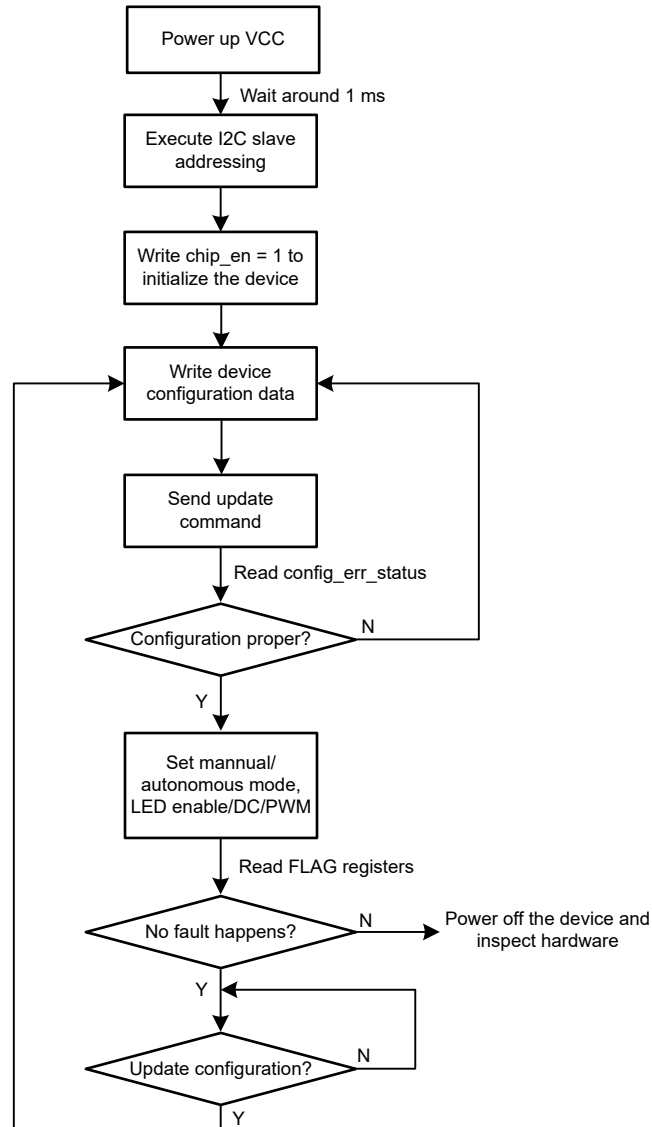 Power up VCC
Wait around 1 ms
Execute I2C slave
addressing
Write chip_en = 1 to
initialize the device
Write device
configuration data
Send update
command
Read config_err_status
Configuration proper?
N
Y
Set mannual/
autonomous mode,
LED enable/DC/PWM
Read FLAG registers
No fault happens?
N
Power off the device and
inspect hardware
Y
Update configuration?
N
Y